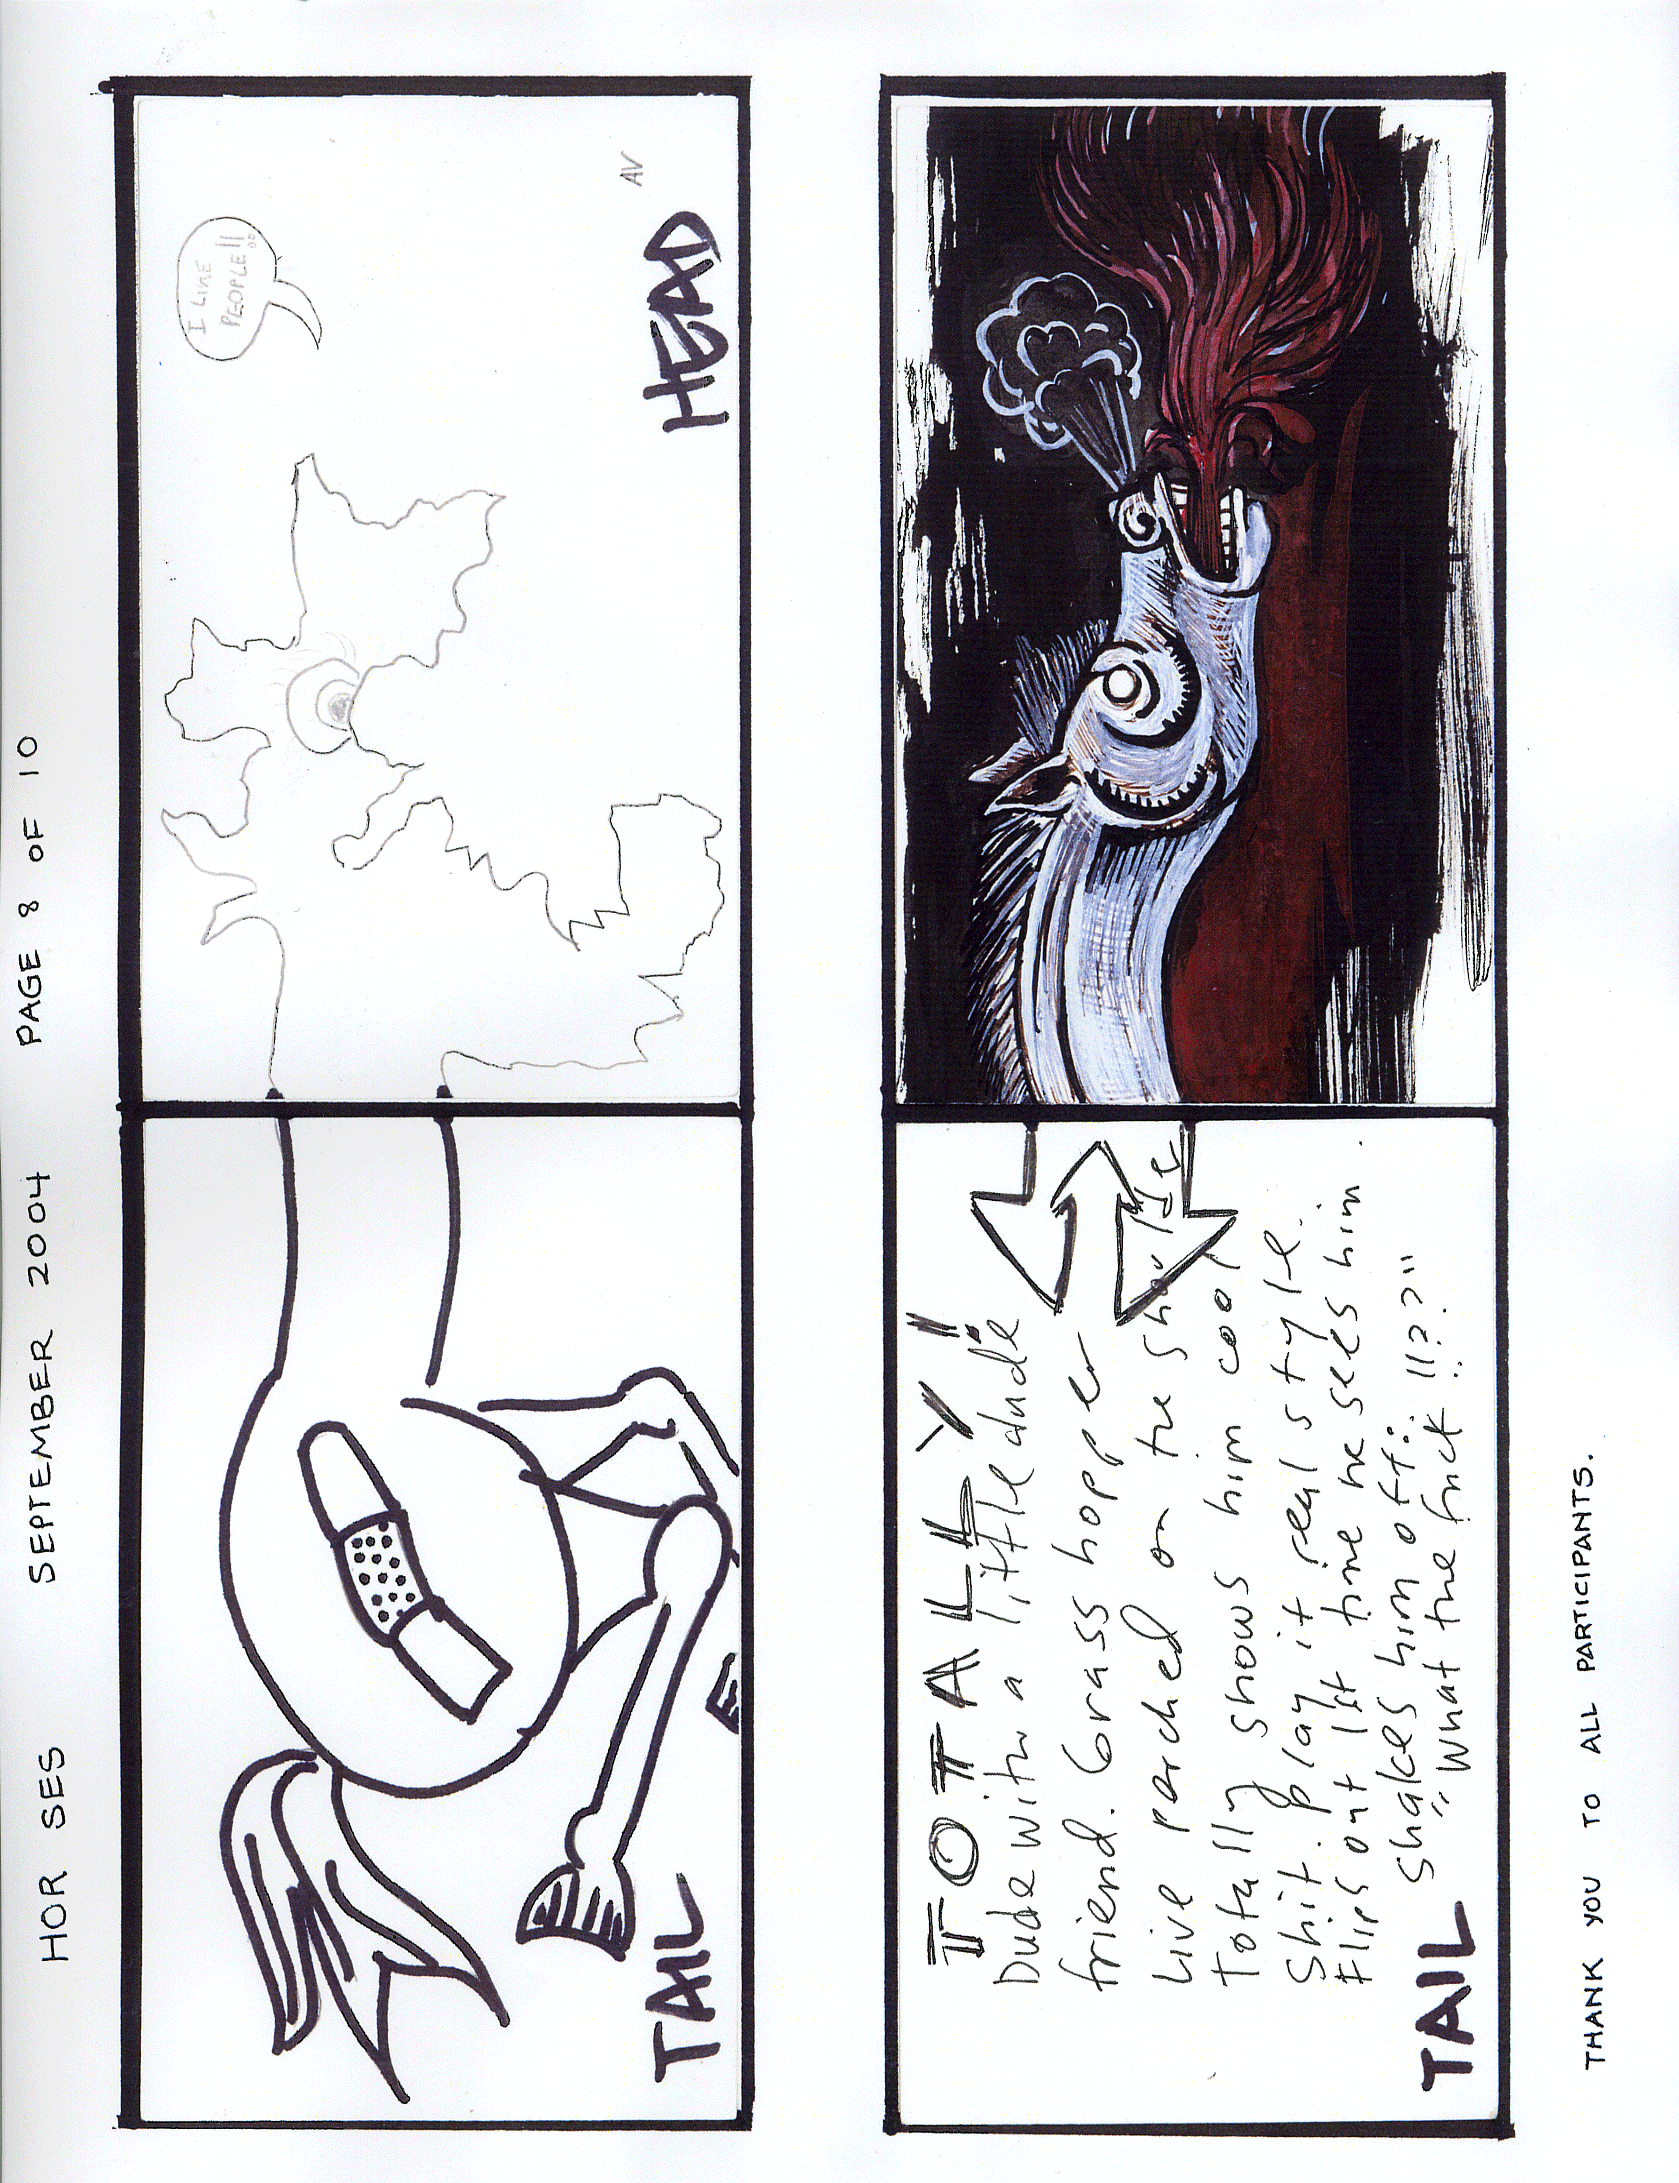 HOR SES SEPTEMBER 2004 PAGE 8 OF 10
I LIKE
PEOPLE!!
AV
TAIL
HEAD
TOTALLY!!
Dude with a little dude
friend. Grass hopper
Live perched on the shoulder
totally shows him cool
Shit. play it real style.
Flips out 1st time he sees him.
Shakes him off:
"What the fuck !!??"
TAIL
THANK YOU TO ALL PARTICIPANTS.